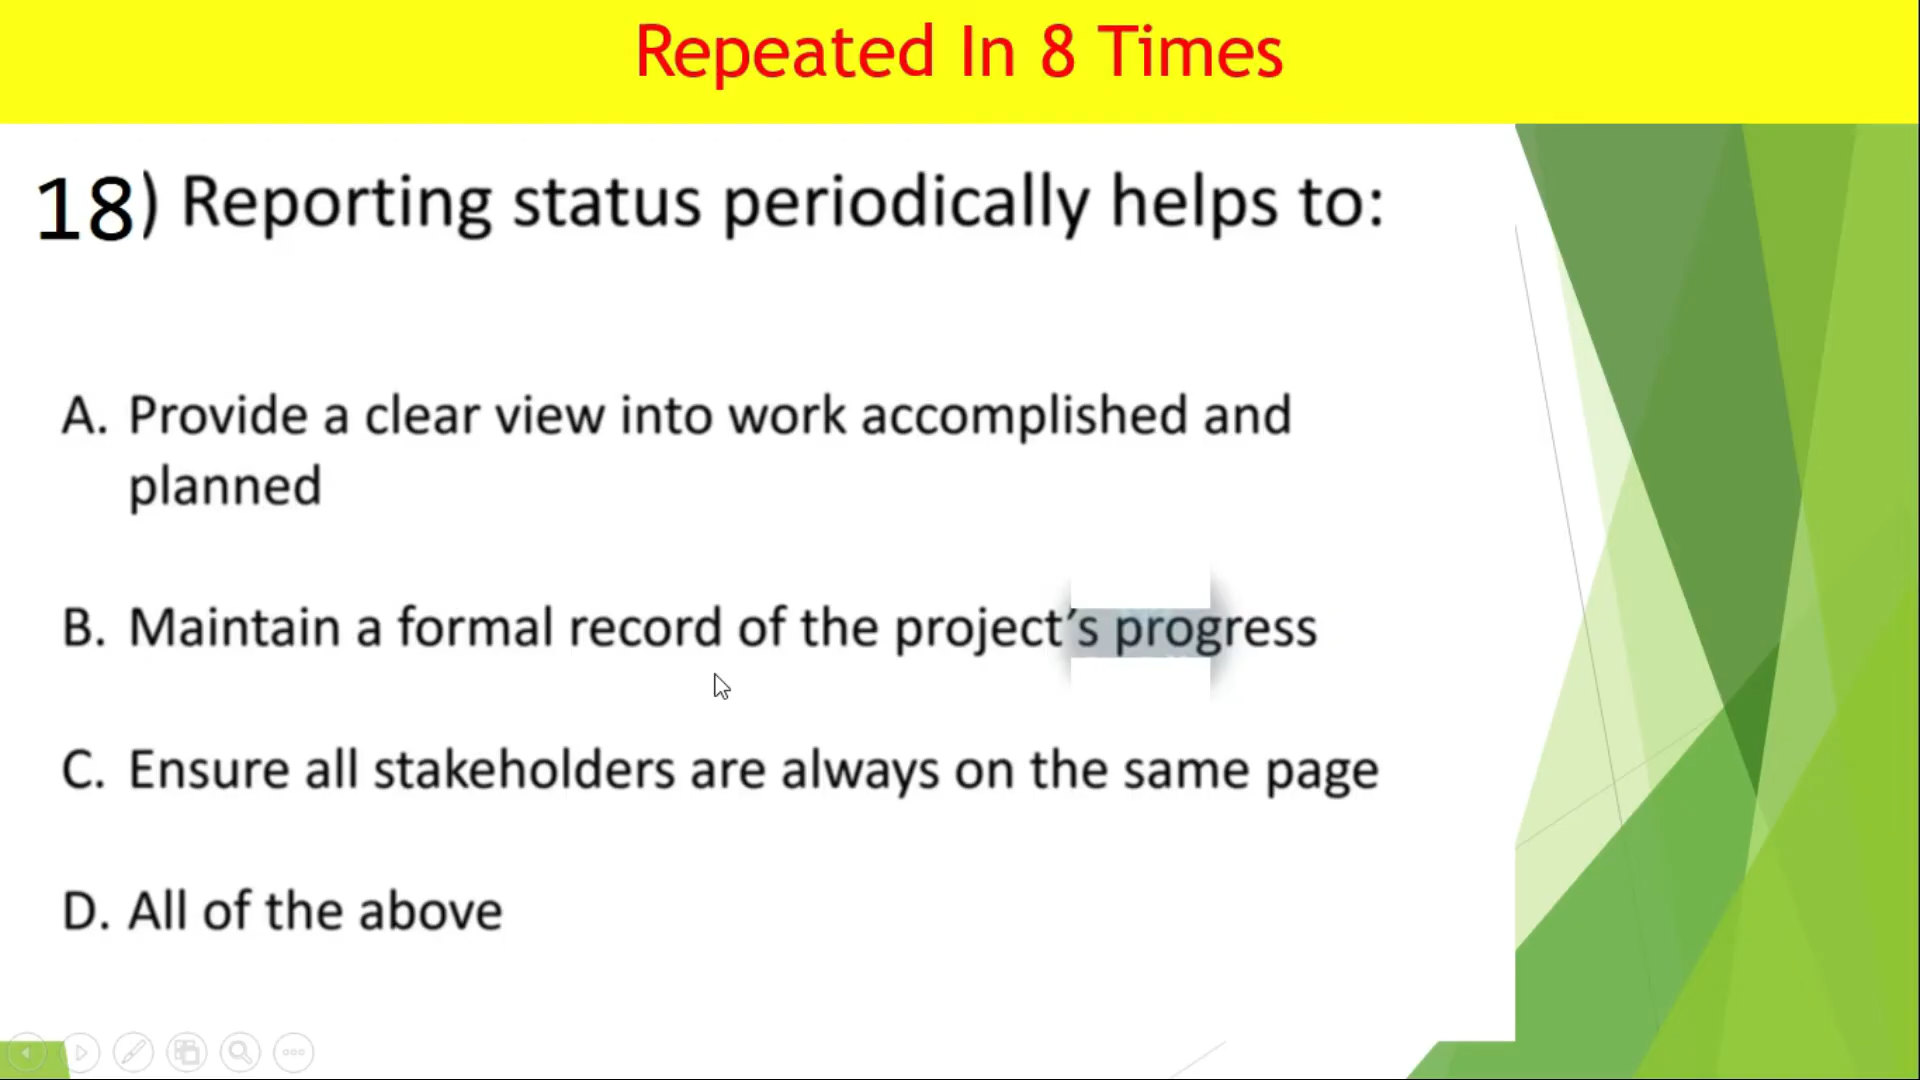 Repeated In 8 Times
18) Reporting status periodically helps to:
A. Provide a clear view into work accomplished and
planned
B. Maintain a formal record of the project's progress
C. Ensure all stakeholders are always on the same page
D. All of the above